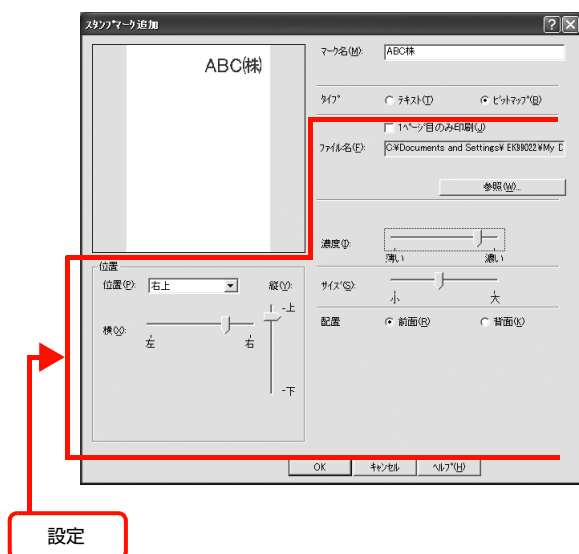 スタンプマーク追加
ABC㈱
マーク名(M):
ABC㈱
タイプ
テキスト(T)
ビットマップ(B)
1ページ目のみ印刷(J)
ファイル名(F):
C:¥Documents and Settings¥ EK99022¥My D
参照(W)...
濃度(I):
薄い
濃い
位置
位置(P):
右上
縦(Y):
上
横(X):
左
右
下
サイズ(S):
小
大
配置
前面(R)
背面(K)
OK
キャンセル
ヘルプ(H)
設定